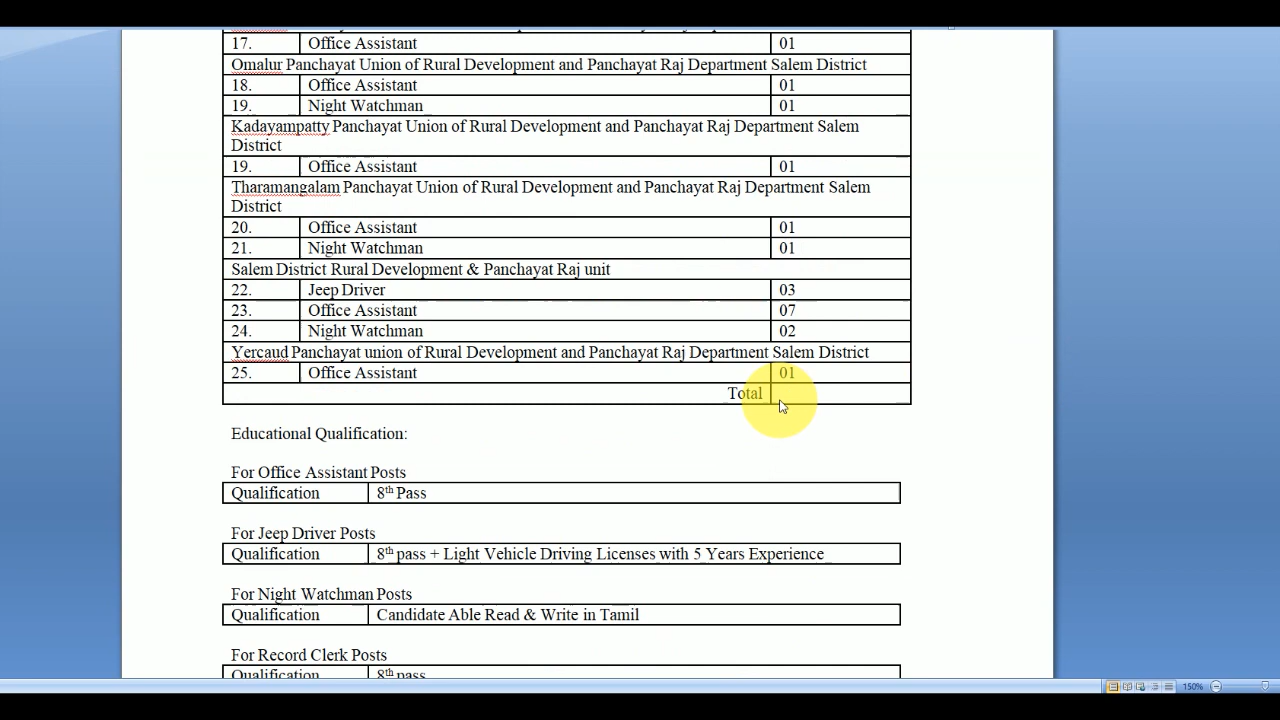 17. Office Assistant 01
Omalur Panchayat Union of Rural Development and Panchayat Raj Department Salem District
18. Office Assistant 01
19. Night Watchman 01
Kadayampatty Panchayat Union of Rural Development and Panchayat Raj Department Salem
District
19. Office Assistant 01
Tharamangalam Panchayat Union of Rural Development and Panchayat Raj Department Salem
District
20. Office Assistant 01
21. Night Watchman 01
Salem District Rural Development & Panchayat Raj unit
22. Jeep Driver 03
23. Office Assistant 07
24. Night Watchman 02
Yercaud Panchayat union of Rural Development and Panchayat Raj Department Salem District
25. Office Assistant 01
Total
Educational Qualification:
For Office Assistant Posts
Qualification 8th Pass
For Jeep Driver Posts
Qualification 8th pass + Light Vehicle Driving Licenses with 5 Years Experience
For Night Watchman Posts
Qualification Candidate Able Read & Write in Tamil
For Record Clerk Posts
Qualification 8th pass
150%